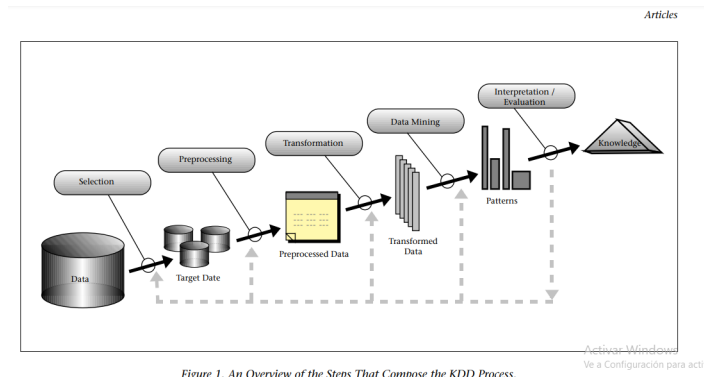 Articles
Interpretation /
Evaluation
Data Mining
Transformation
Preprocessing
Selection
Data
Target Date
Preprocessed Data
Transformed
Data
Patterns
Knowledge
Figure 1. An Overview of the Steps That Compose the KDD Process.
Activar Windows
Ve a Configuración para acti